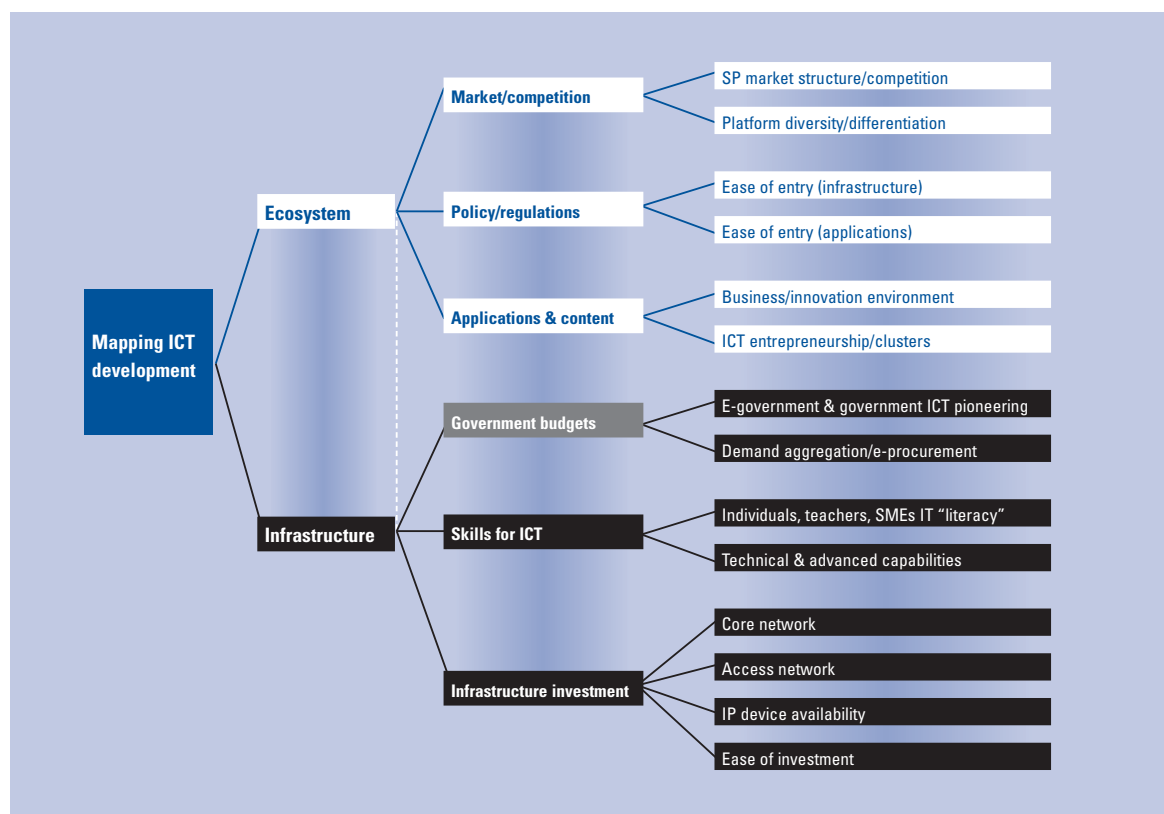 Mapping ICT
development
Ecosystem
Infrastructure
Market/competition
Policy/regulations
Applications & content
Government budgets
Skills for ICT
Infrastructure investment
SP market structure/competition
Platform diversity/differentiation
Ease of entry (infrastructure)
Ease of entry (applications)
Business/innovation environment
ICT entrepreneurship/clusters
E-government & government ICT pioneering
Demand aggregation/e-procurement
Individuals, teachers, SMEs IT “literacy”
Technical & advanced capabilities
Core network
Access network
IP device availability
Ease of investment